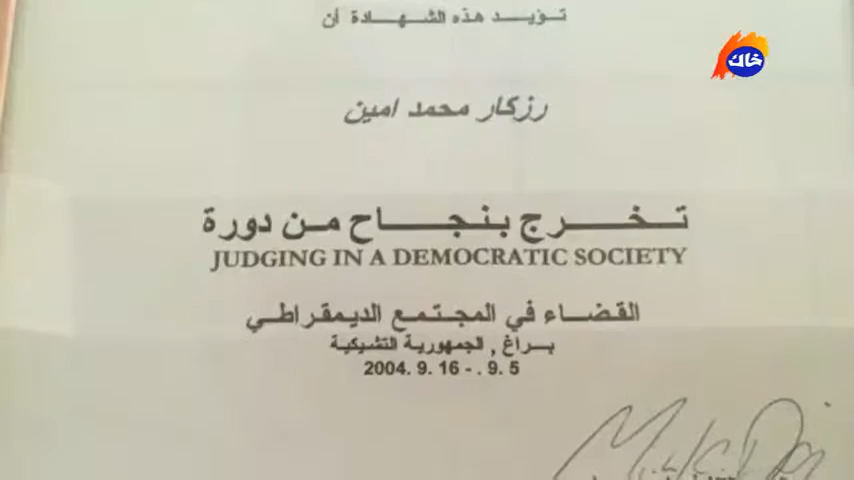 تؤيد هذه الشهادة أن
خاك
رزكار محمد امين
تخرج بنجاح من دورة
JUDGING IN A DEMOCRATIC SOCIETY
القضاء في المجتمع الديمقراطي
براغ , الجمهورية التشيكية
2004. 9. 16 - . 9. 5